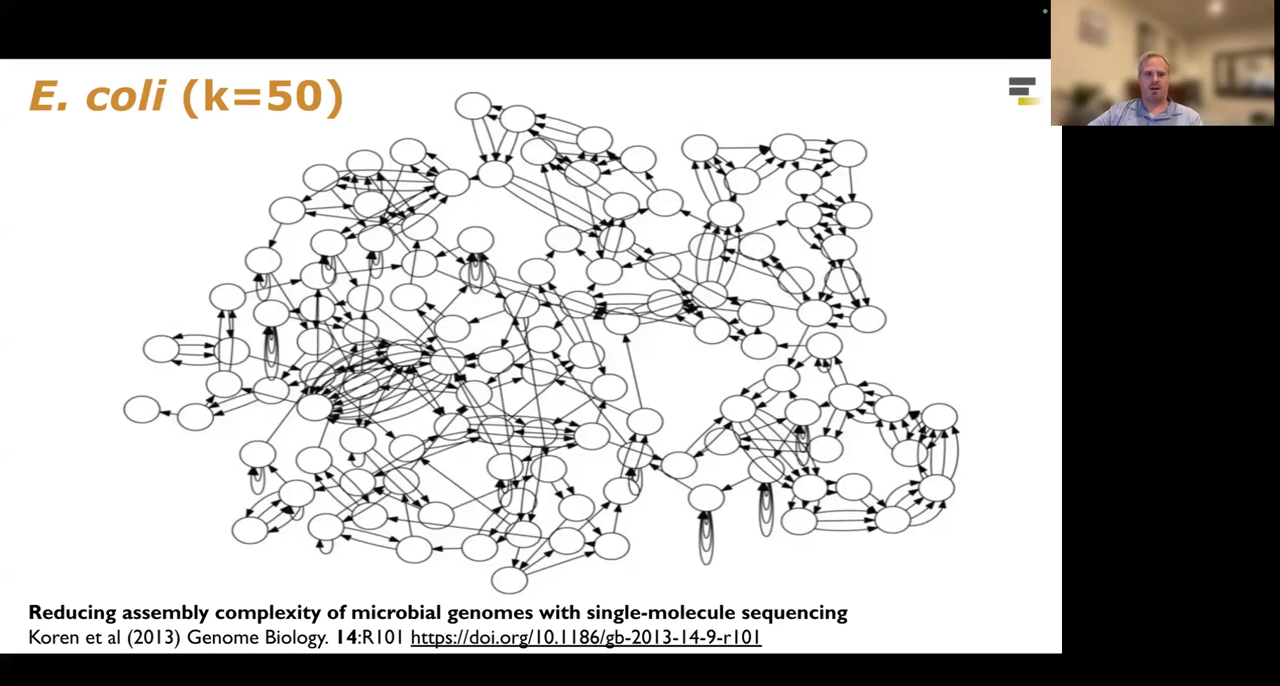 E. coli (k=50)
Reducing assembly complexity of microbial genomes with single-molecule sequencing
Koren et al (2013) Genome Biology. 14:R101 https://doi.org/10.1186/gb-2013-14-9-r101